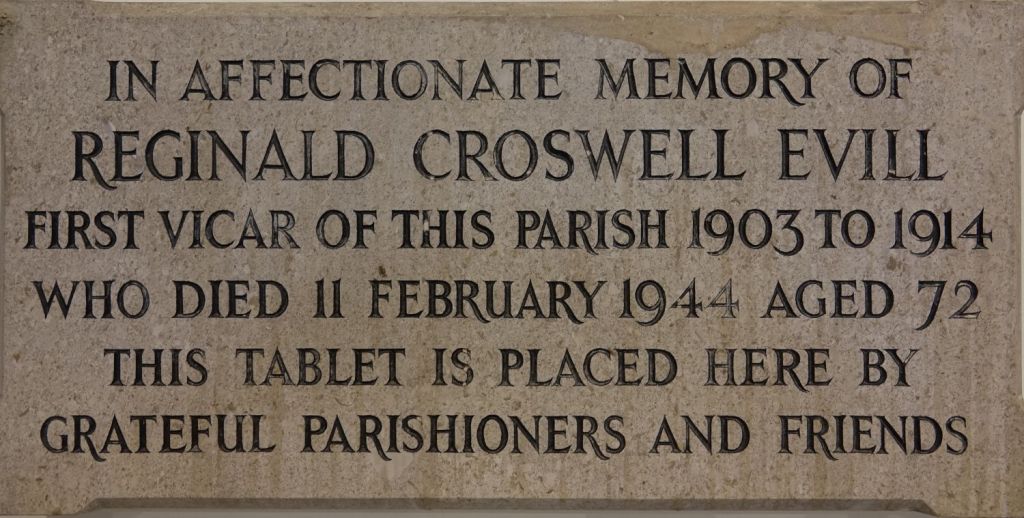 IN AFFECTIONATE MEMORY OF
REGINALD CROSWELL EVILL
FIRST VICAR OF THIS PARISH 1903 TO 1914
WHO DIED 11 FEBRUARY 1944 AGED 72
THIS TABLET IS PLACED HERE BY
GRATEFUL PARISHIONERS AND FRIENDS